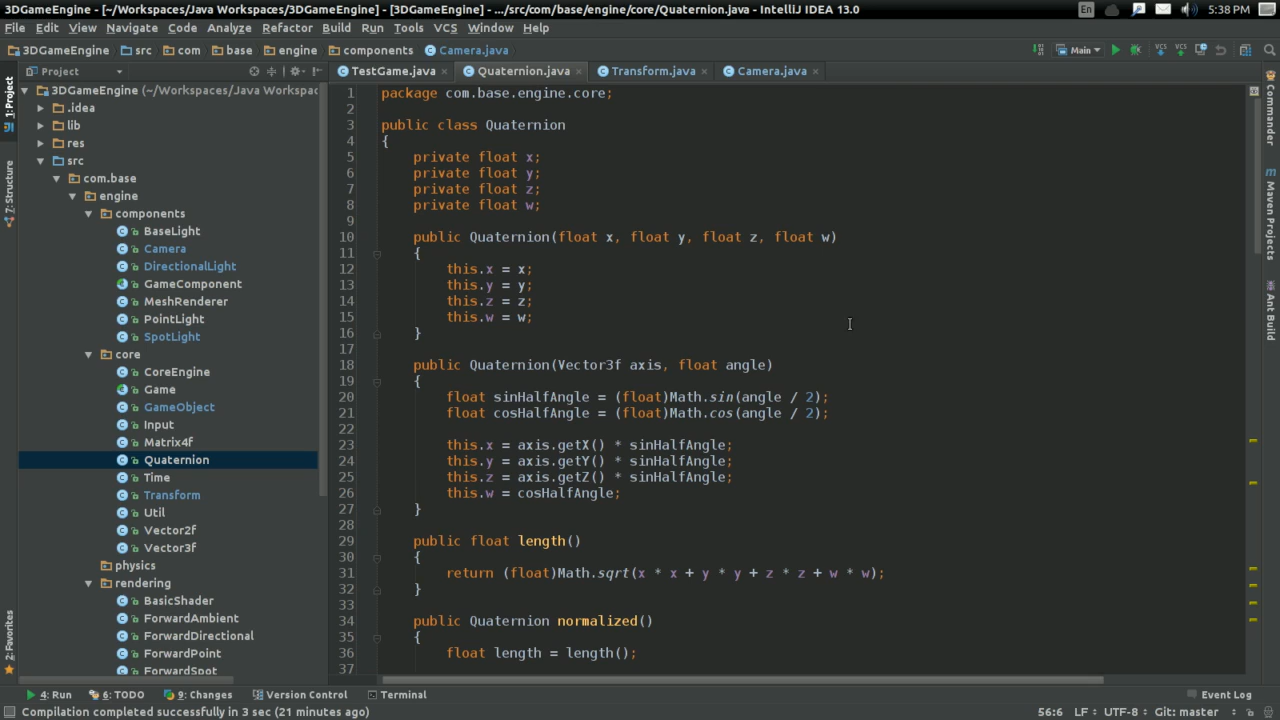 3DGameEngine - [~/Workspaces/Java Workspaces/3DGameEngine] - [3DGameEngine] - .../src/com/base/engine/core/Quaternion.java - IntelliJ IDEA 13.0
En
5:38 PM
File Edit View Navigate Code Analyze Refactor Build Run Tools VCS Window Help
3DGameEngine src com base engine components Camera.java
Main
VCS VCS
Project
TestGame.java Quaternion.java Transform.java Camera.java
1: Project
7: Structure
2: Favorites
3DGameEngine (~/Workspaces/Java Workspac
.idea
lib
res
src
com.base
engine
components
BaseLight
Camera
DirectionalLight
GameComponent
MeshRenderer
PointLight
SpotLight
core
CoreEngine
Game
GameObject
Input
Matrix4f
Quaternion
Time
Transform
Util
Vector2f
Vector3f
physics
rendering
BasicShader
ForwardAmbient
ForwardDirectional
ForwardPoint
ForwardSpot
1 package com.base.engine.core;
2
3 public class Quaternion
4 {
5 private float x;
6 private float y;
7 private float z;
8 private float w;
9
10 public Quaternion(float x, float y, float z, float w)
11 {
12 this.x = x;
13 this.y = y;
14 this.z = z;
15 this.w = w;
16 }
17
18 public Quaternion(Vector3f axis, float angle)
19 {
20 float sinHalfAngle = (float)Math.sin(angle / 2);
21 float cosHalfAngle = (float)Math.cos(angle / 2);
22
23 this.x = axis.getX() * sinHalfAngle;
24 this.y = axis.getY() * sinHalfAngle;
25 this.z = axis.getZ() * sinHalfAngle;
26 this.w = cosHalfAngle;
27 }
28
29 public float length()
30 {
31 return (float)Math.sqrt(x * x + y * y + z * z + w * w);
32 }
33
34 public Quaternion normalized()
35 {
36 float length = length();
37
Commander
Maven Projects
Ant Build
4: Run 6: TODO 9: Changes Version Control Terminal Event Log
Compilation completed successfully in 3 sec (21 minutes ago) 56:6 LF UTF-8 Git: master